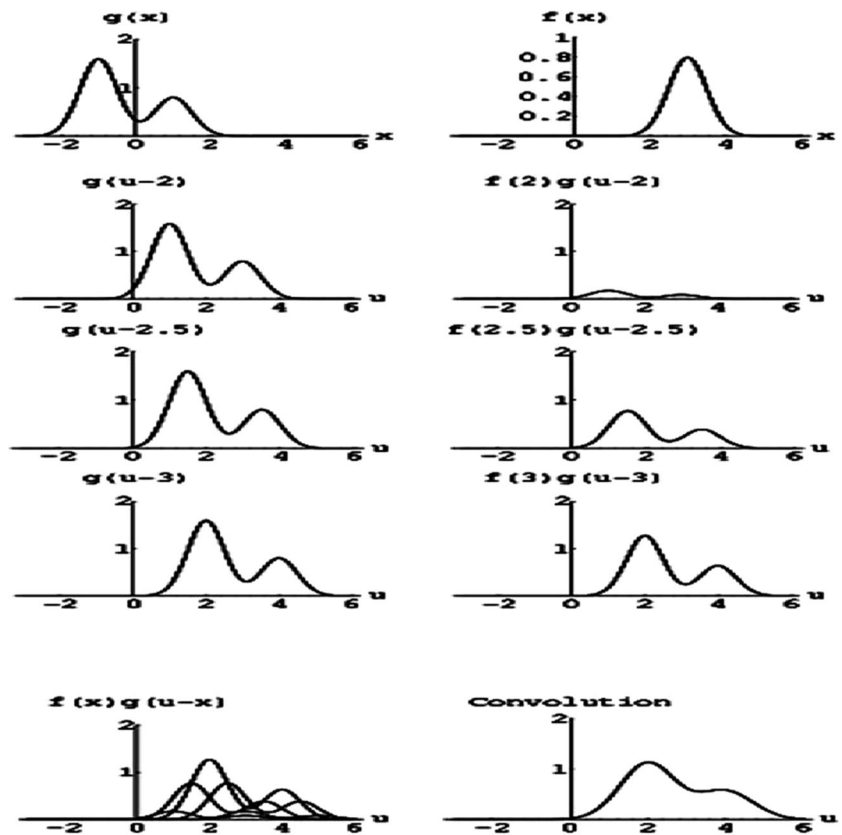 g(x]
f(x)
2
1
-2 0 2 4 6 x
1
0.8
0.6
0.4
0.2
-2 0 2 4 6 x
g(u-2)
f(2)g(u-2]
2
1
-2 0 2 4 6 u
2
1
-2 0 2 4 6 u
g(u-2.5)
f(2.5)g(u-2.5)
2
1
-2 0 2 4 6 u
2
1
-2 0 2 4 6 u
g(u-3)
f(3)g(u-3]
2
1
-2 0 2 4 6 u
2
1
-2 0 2 4 6 u
f(x)g(u-x]
Convolution
2
1
-2 0 2 4 6 u
2
1
-2 0 2 4 6 u